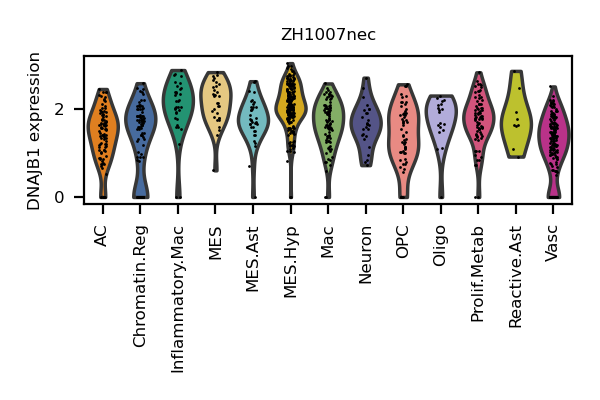 ZH1007nec
DNAJB1 expression
2
0
AC
Chromatin.Reg
Inflammatory.Mac
MES
MES.Ast
MES.Hyp
Mac
Neuron
OPC
Oligo
Prolif.Metab
Reactive.Ast
Vasc